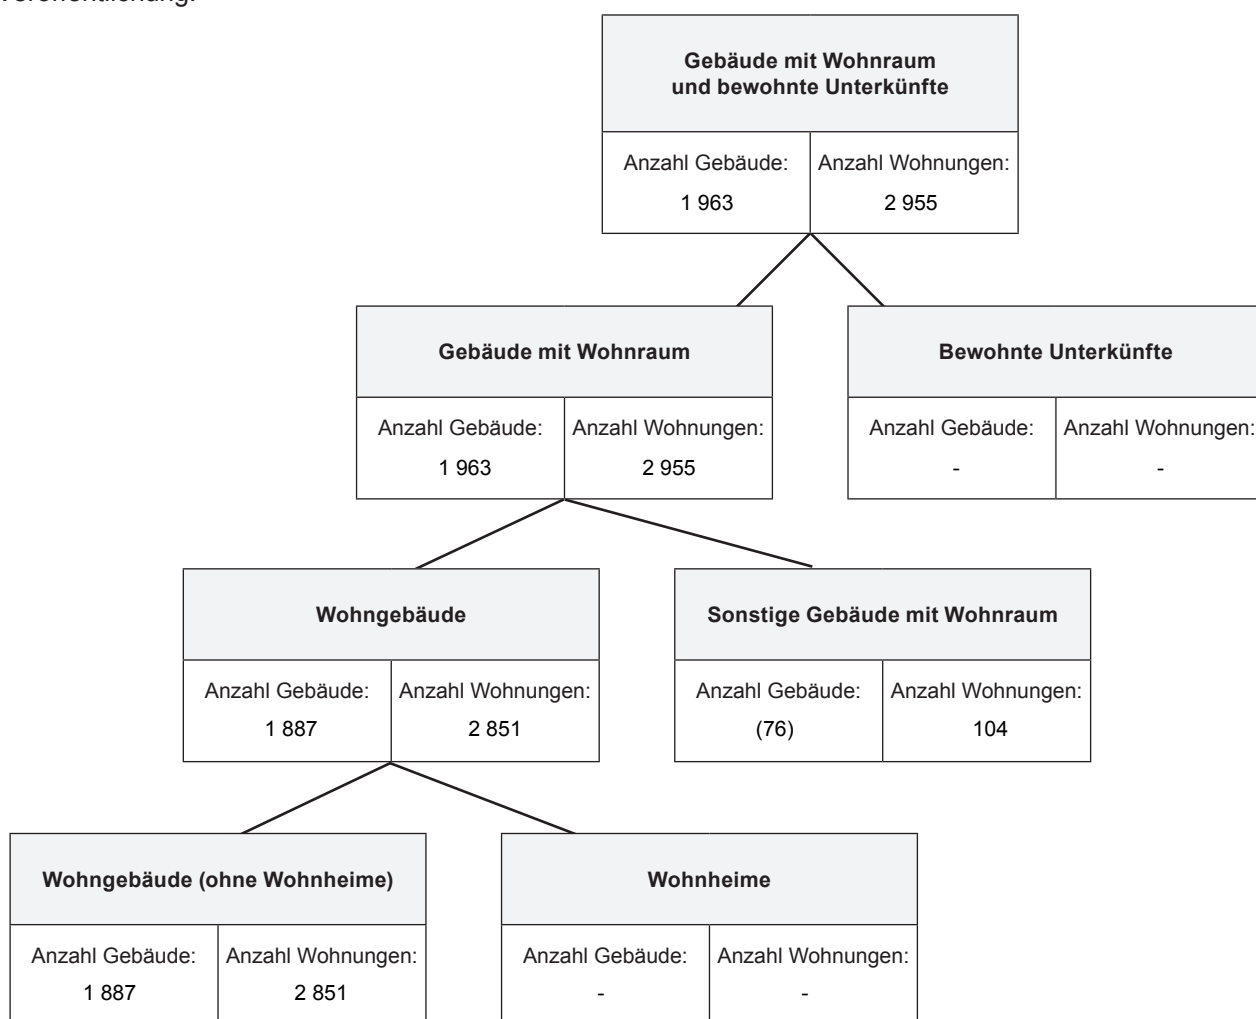 Veröffentlichung.
Gebäude mit Wohnraum
und bewohnte Unterkünfte
Anzahl Gebäude: Anzahl Wohnungen:
1 963 2 955
Gebäude mit Wohnraum Bewohnte Unterkünfte
Anzahl Gebäude: Anzahl Wohnungen: Anzahl Gebäude: Anzahl Wohnungen:
1 963 2 955 - -
Wohngebäude Sonstige Gebäude mit Wohnraum
Anzahl Gebäude: Anzahl Wohnungen: Anzahl Gebäude: Anzahl Wohnungen:
1 887 2 851 (76) 104
Wohngebäude (ohne Wohnheime) Wohnheime
Anzahl Gebäude: Anzahl Wohnungen: Anzahl Gebäude: Anzahl Wohnungen:
1 887 2 851 - -